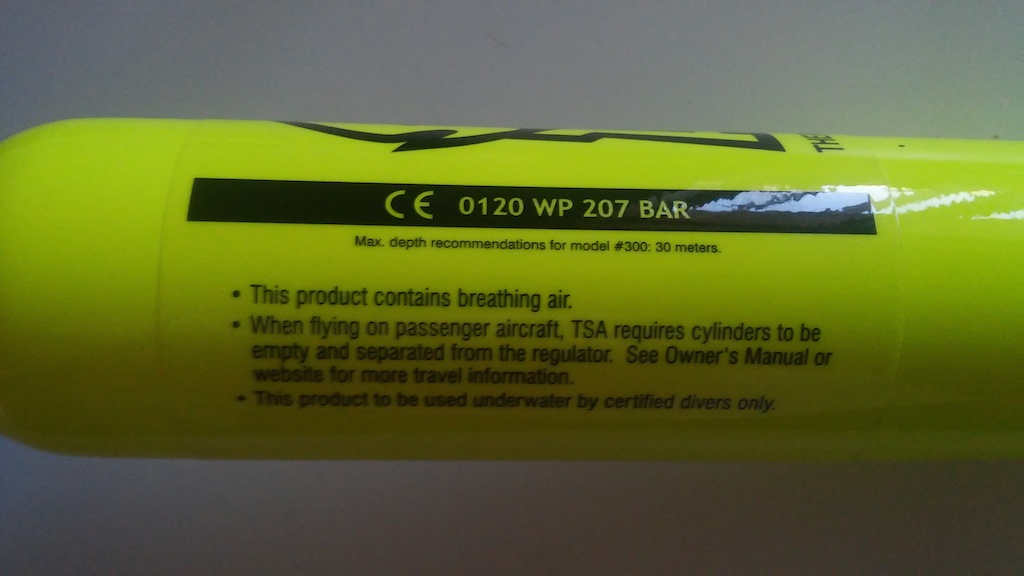 THE
CE 0120 WP 207 BAR
Max. depth recommendations for model #300: 30 meters.
• This product contains breathing air.
• When flying on passenger aircraft, TSA requires cylinders to be
empty and separated from the regulator. See Owner's Manual or
website for more travel information.
• This product to be used underwater by certified divers only.